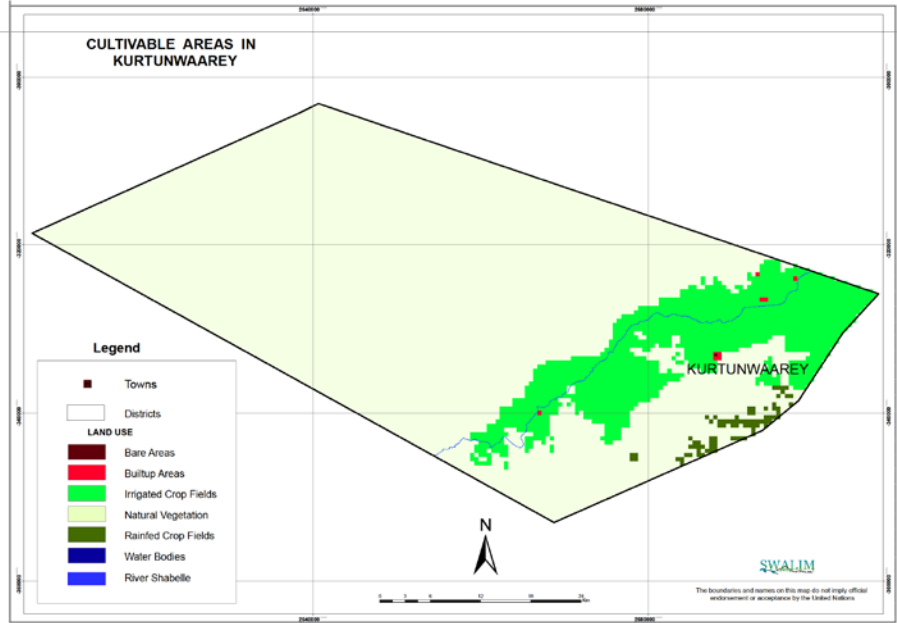 CULTIVABLE AREAS IN
KURTUNWAAREY
KURTUNWAAREY
Legend
Towns
Districts
LAND USE
Bare Areas
Builtup Areas
Irrigated Crop Fields
Natural Vegetation
Rainfed Crop Fields
Water Bodies
River Shabelle
N
SWALIM
The boundaries and names on this map do not imply official
endorsement or acceptance by the United Nations